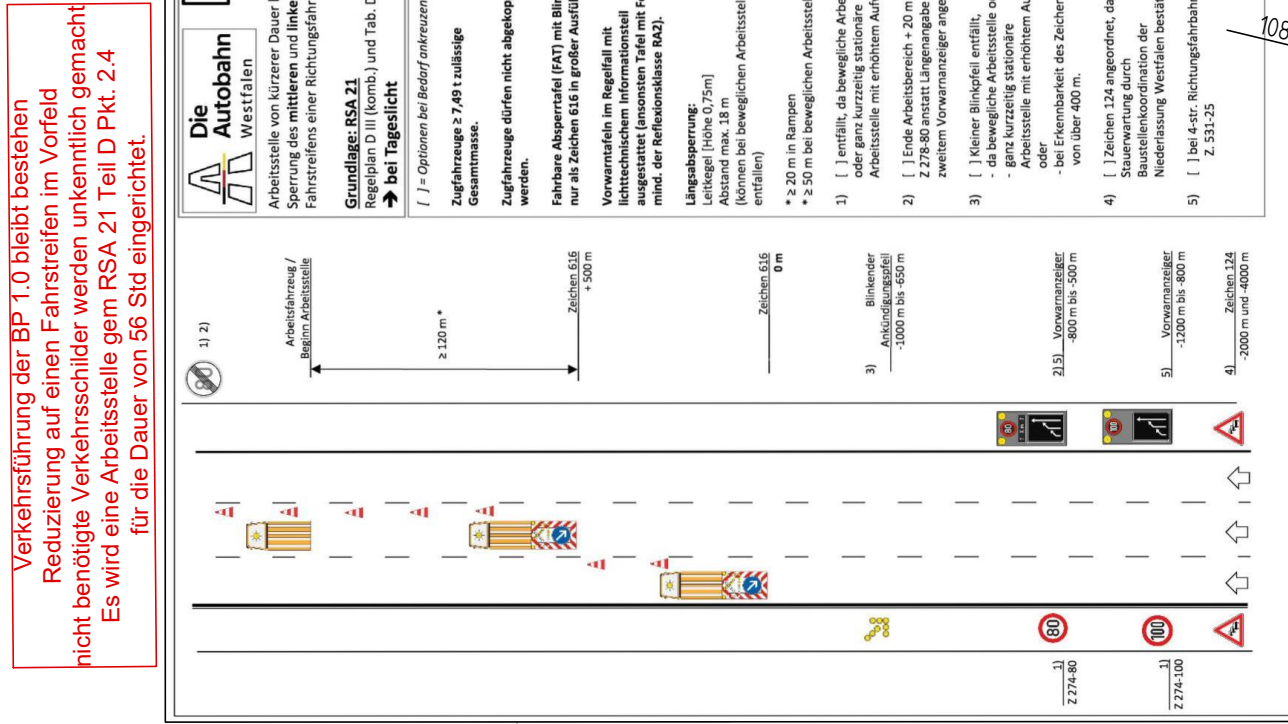 Verkehrsführung der BP 1.0 bleibt bestehen
Reduzierung auf einen Fahrstreifen im Vorfeld
nicht benötigte Verkehrsschilder werden unkenntlich gemacht
Es wird eine Arbeitsstelle gem RSA 21 Teil D Pkt. 2.4
für die Dauer von 56 Std eingerichtet.
Die
Autobahn
Westfalen
Arbeitsstelle von kürzerer Dauer
Sperrung des mittleren und linke
Fahrstreifens einer Richtungsfahr
Grundlage: RSA 21
Regelplan D III (komb.) und Tab. D
➔ bei Tageslicht
[ ] = Optionen bei Bedarf ankreuzen
Zugfahrzeuge ≥ 7,49 t zulässige
Gesamtmasse.
Zugfahrzeuge dürfen nicht abgekop
werden.
Fahrbare Absperrtafel (FAT) mit Blin
nur als Zeichen 616 in großer Ausfü
Vorwarntafeln im Regelfall mit
lichttechnischem Informationsteil
ausgestattet (ansonsten Tafel mit Fo
mind. der Reflexionsklasse RA2).
Längsabsperrung:
Leitkegel [Höhe 0,75m]
Abstand max. 18 m
(können bei beweglichen Arbeitsstel
entfallen)
* ≥ 20 m in Rampen
* ≥ 50 m bei beweglichen Arbeitsstel
1) [ ] entfällt, da bewegliche Arbe
oder ganz kurzzeitig stationäre
Arbeitsstelle mit erhöhtem Auf
2) [ ] Ende Arbeitsbereich + 20 m
Z 278-80 anstatt Längenangabe
zweitem Vorwarnanzeiger ange
3) [ ] Kleiner Blinkpfeil entfällt,
- da bewegliche Arbeitsstelle o
ganz kurzzeitig stationäre
Arbeitsstelle mit erhöhtem Au
oder
- bei Erkennbarkeit des Zeicher
von über 400 m.
4) [ ] Zeichen 124 angeordnet, da
Stauerwartung durch
Baustellenkoordination der
Niederlassung Westfalen bestät
5) [ ] bei 4-str. Richtungsfahrbahn
Z. 531-25
108
80
1) 2)
Arbeitsfahrzeug /
Beginn Arbeitsstelle
≥ 120 m *
Zeichen 616
+ 500 m
Zeichen 616
0 m
3) Blinkender
Ankündigungspfeil
-1000 m bis -650 m
2) 5) Vorwarnanzeiger
-800 m bis -500 m
5) Vorwarnanzeiger
-1200 m bis -800 m
4) Zeichen 124
-2000 m und -4000 m
80
100
80
100
1)
Z 274-80
1)
Z 274-100